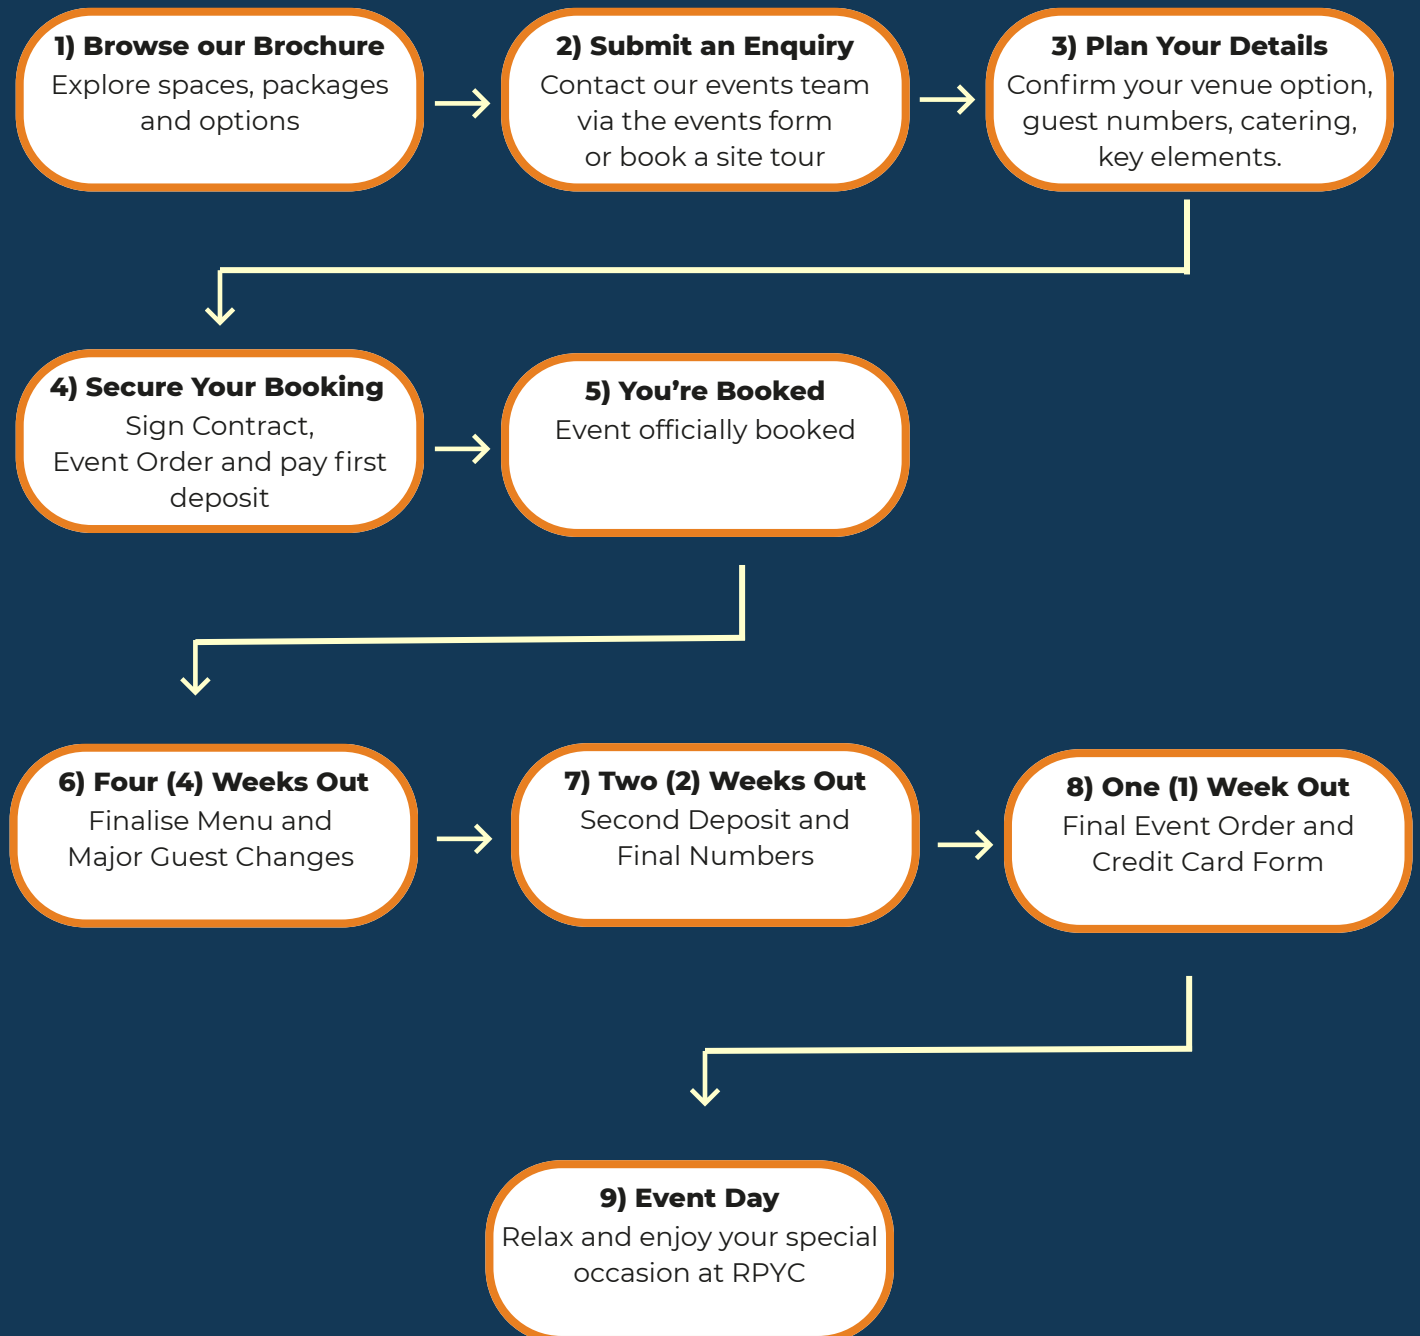 1) Browse our Brochure
Explore spaces, packages
and options
2) Submit an Enquiry
Contact our events team
via the events form
or book a site tour
3) Plan Your Details
Confirm your venue option,
guest numbers, catering,
key elements.
4) Secure Your Booking
Sign Contract,
Event Order and pay first
deposit
5) You’re Booked
Event officially booked
6) Four (4) Weeks Out
Finalise Menu and
Major Guest Changes
7) Two (2) Weeks Out
Second Deposit and
Final Numbers
8) One (1) Week Out
Final Event Order and
Credit Card Form
9) Event Day
Relax and enjoy your special
occasion at RPYC